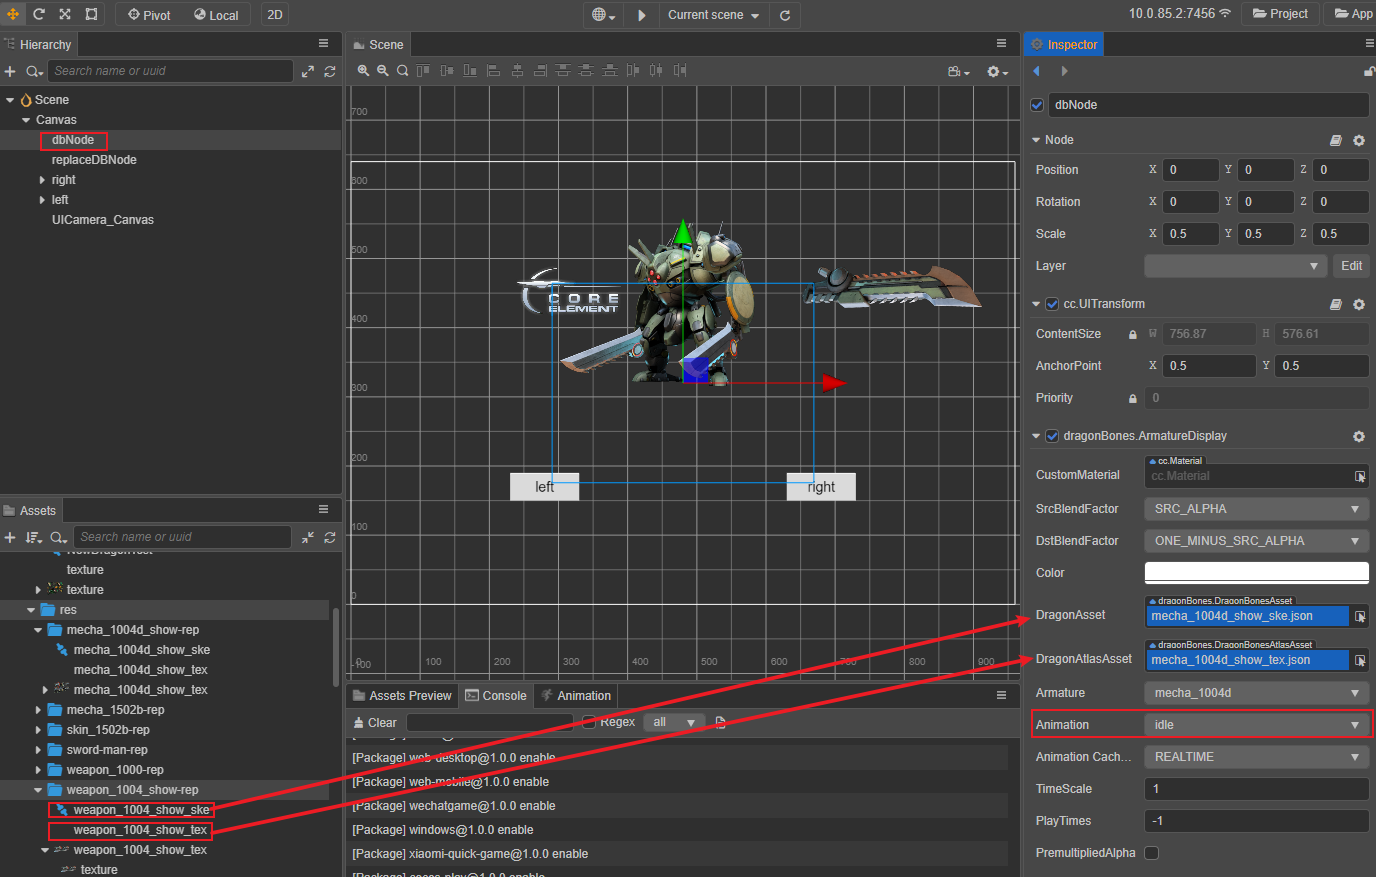 Pivot Local 2D Current scene 10.0.85.2:7456 Project App
Hierarchy
Search name or uuid
Scene
Canvas
dbNode
replaceDBNode
right
left
UICamera_Canvas
Assets
Search name or uuid
NewDragonTest
texture
texture
res
mecha_1004d_show-rep
mecha_1004d_show_ske
mecha_1004d_show_tex
mecha_1004d_show_tex
mecha_1502b-rep
skin_1502b-rep
sword-man-rep
weapon_1000-rep
weapon_1004_show-rep
weapon_1004_show_ske
weapon_1004_show_tex
weapon_1004_show_tex
texture
Scene
700
600
500
400
300
200
100
0
-100 0 100 200 300 400 500 600 700 800 900
CORE
ELEMENT
left right
Assets Preview Console Animation
Clear Regex all
[Package] web-desktop@1.0.0 enable
[Package] web-mobile@1.0.0 enable
[Package] wechatgame@1.0.0 enable
[Package] windows@1.0.0 enable
[Package] xiaomi-quick-game@1.0.0 enable
Inspector
dbNode
Node
Position X 0 Y 0 Z 0
Rotation X 0 Y 0 Z 0
Scale X 0.5 Y 0.5 Z 0.5
Layer Edit
cc.UITransform
ContentSize W 756.87 H 576.61
AnchorPoint X 0.5 Y 0.5
Priority 0
dragonBones.ArmatureDisplay
cc.Material
CustomMaterial cc.Material
SrcBlendFactor SRC_ALPHA
DstBlendFactor ONE_MINUS_SRC_ALPHA
Color
dragonBones.DragonBonesAsset
DragonAsset mecha_1004d_show_ske.json
dragonBones.DragonBonesAtlasAsset
DragonAtlasAsset mecha_1004d_show_tex.json
Armature mecha_1004d
Animation idle
Animation Cach... REALTIME
TimeScale 1
PlayTimes -1
PremultipliedAlpha